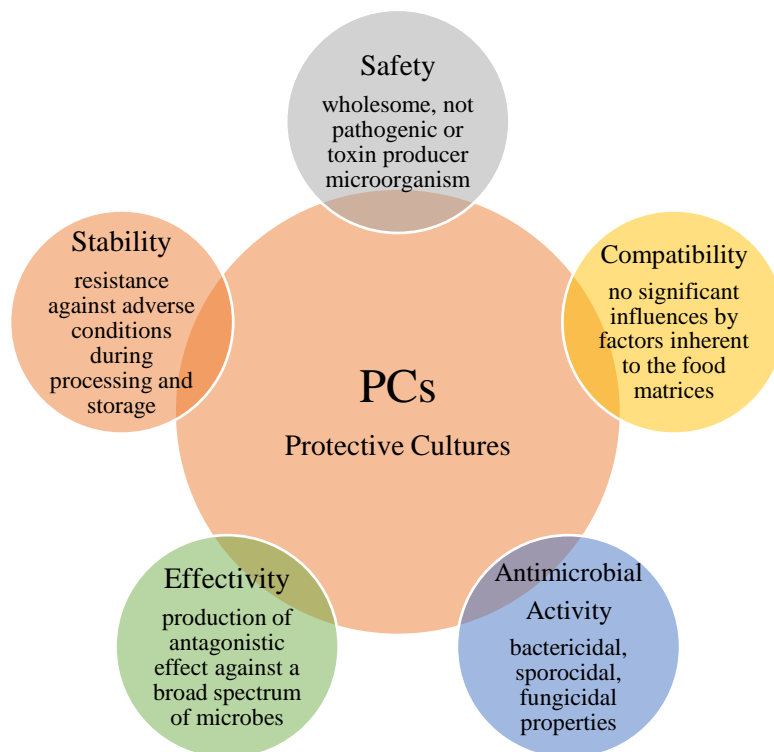 Safety
wholesome, not
pathogenic or
toxin producer
microorganism
Stability
resistance
against adverse
conditions
during
processing and
storage
Compatibility
no significant
influences by
factors inherent
to the food
matrices
PCs
Protective Cultures
Effectivity
production of
antagonistic
effect against a
broad spectrum
of microbes
Antimicrobial
Activity
bactericidal,
sporocidal,
fungicidal
properties